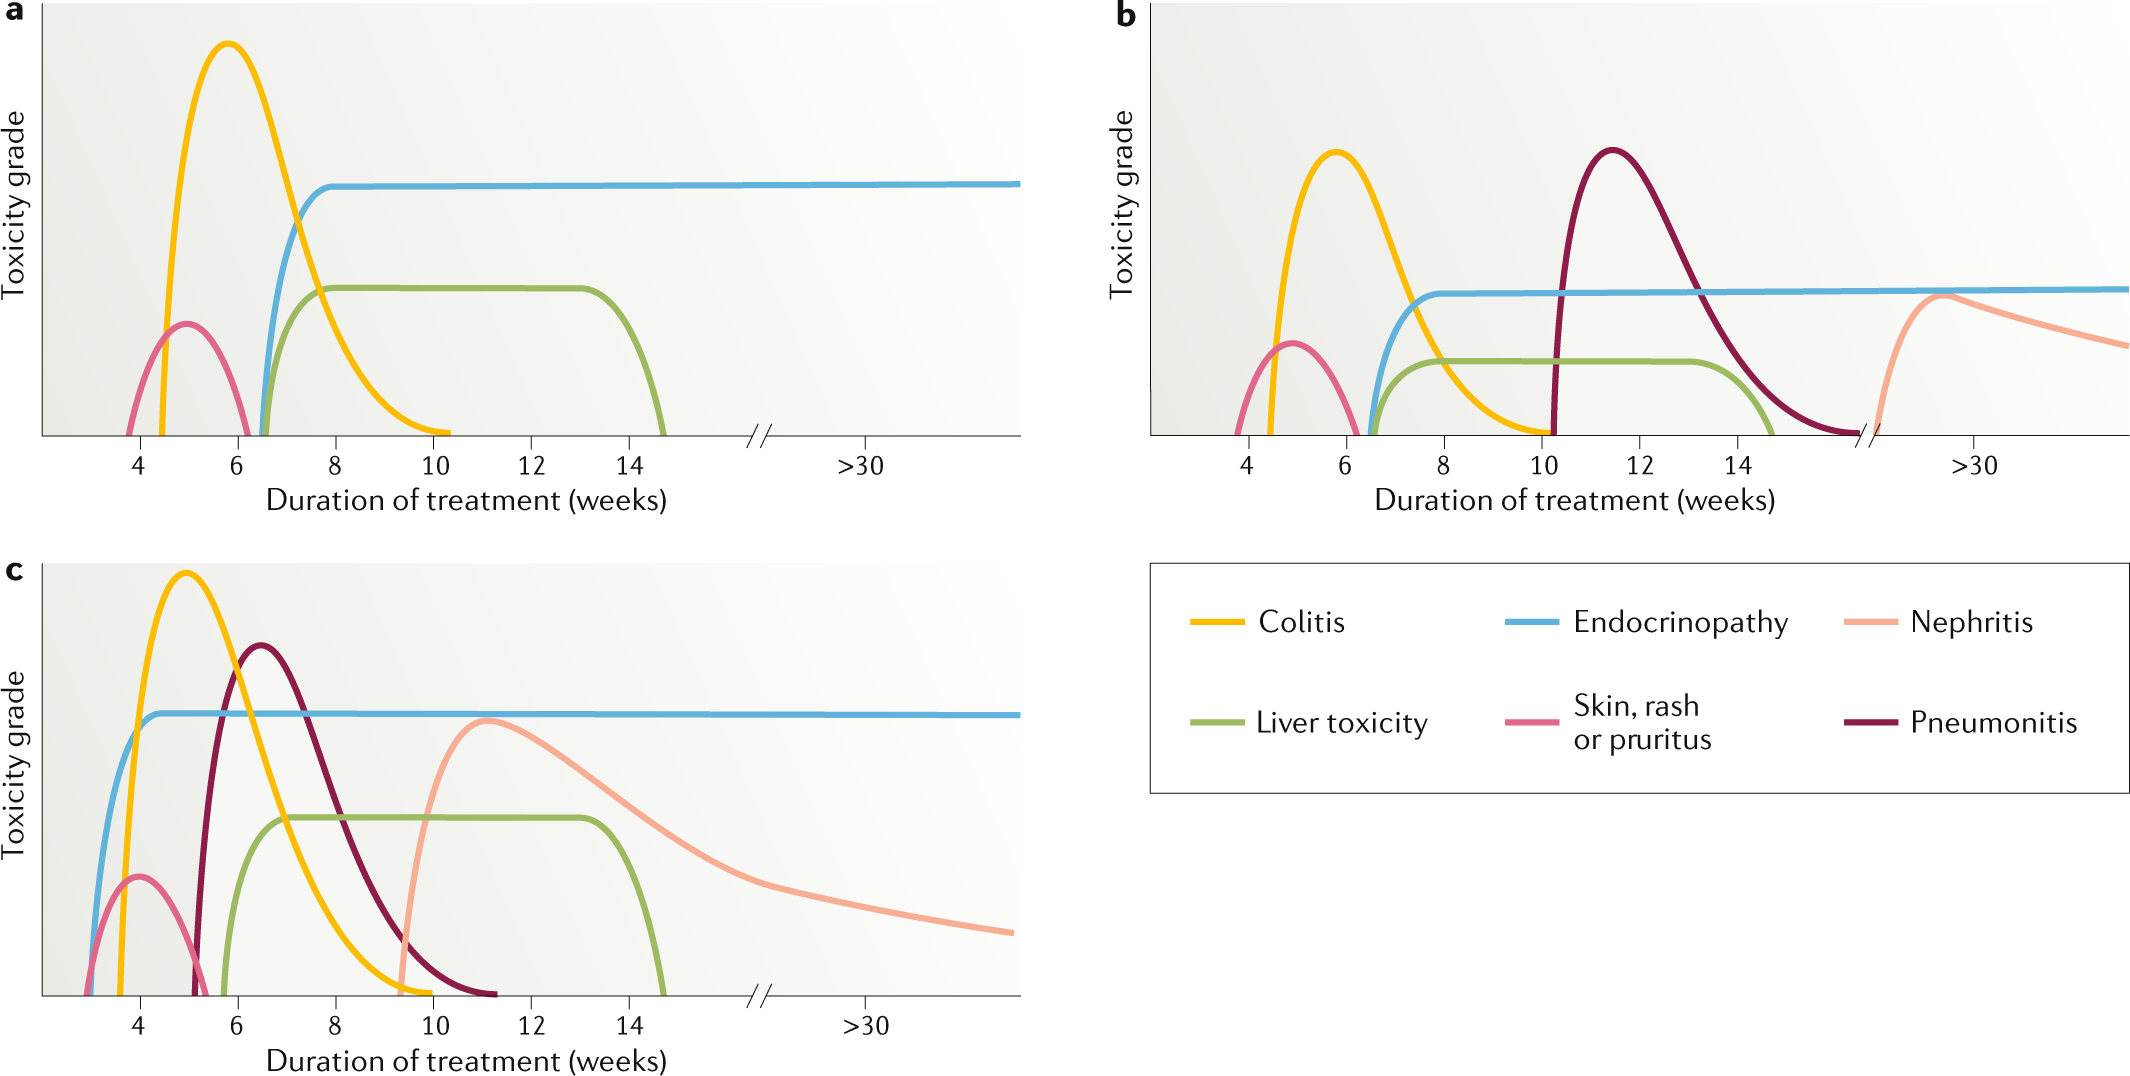 a
Toxicity grade
4 6 8 10 12 14 >30
Duration of treatment (weeks)
b
Toxicity grade
4 6 8 10 12 14 >30
Duration of treatment (weeks)
c
Toxicity grade
4 6 8 10 12 14 >30
Duration of treatment (weeks)
Colitis
Endocrinopathy
Nephritis
Liver toxicity
Skin, rash
or pruritus
Pneumonitis